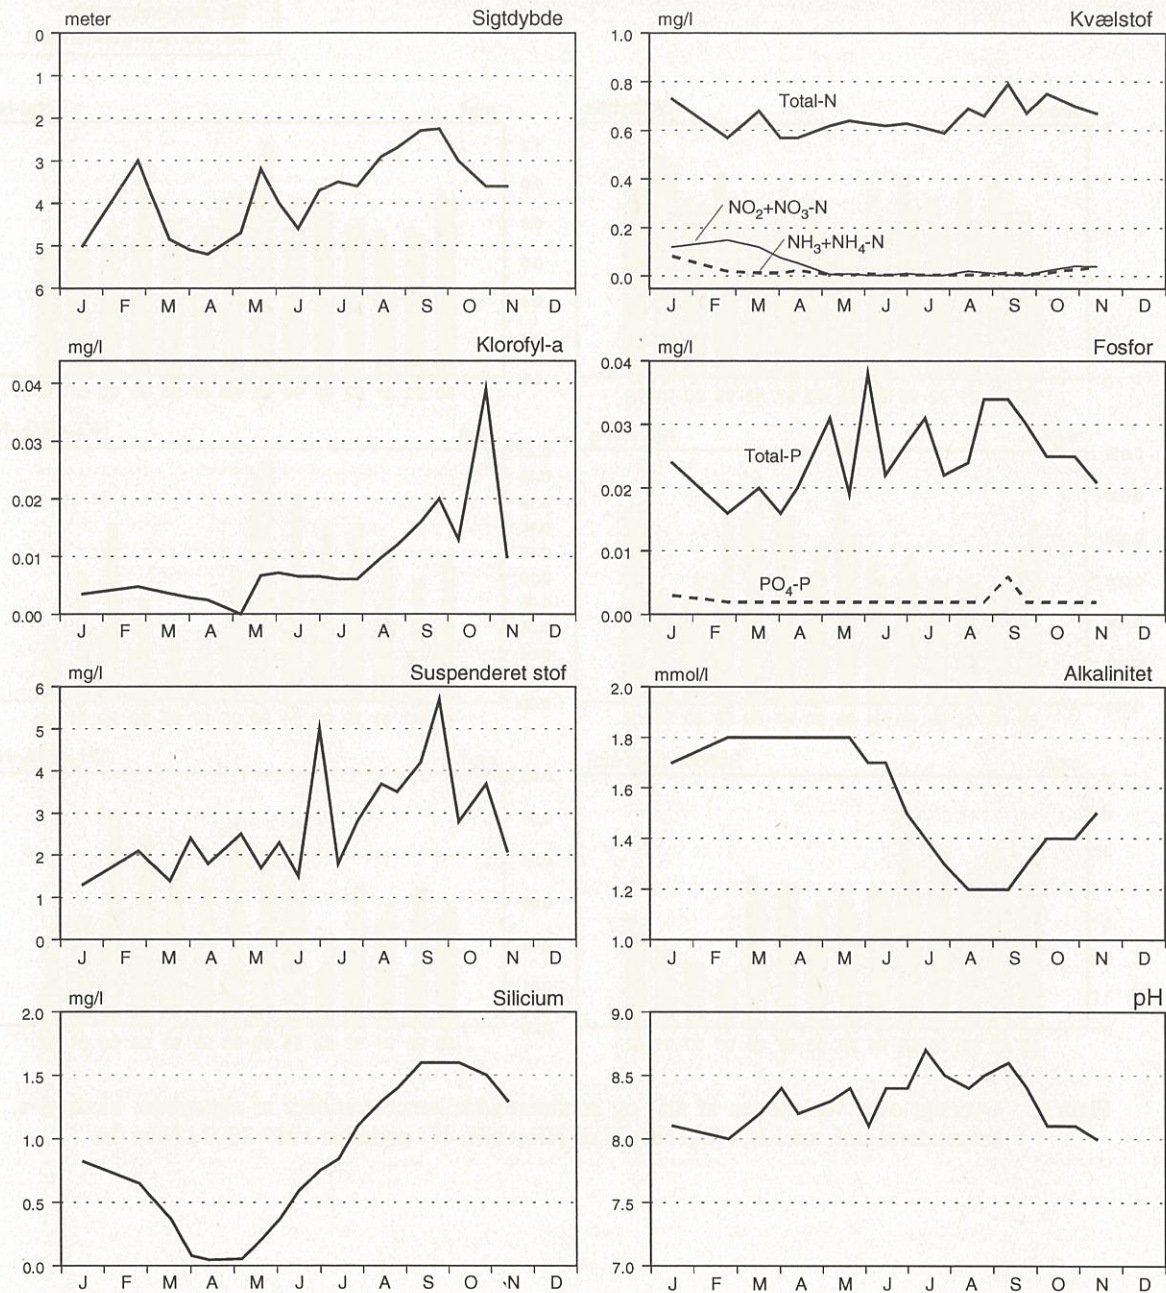 meter Sigtdybde
0
1
2
3
4
5
6
J F M A M J J A S O N D
mg/l Kvælstof
1.0
0.8
Total-N
0.6
0.4
NO2+NO3-N
0.2
NH3+NH4-N
0.0
J F M A M J J A S O N D
mg/l Klorofyl-a
0.04
0.03
0.02
0.01
0.00
J F M A M J J A S O N D
mg/l Fosfor
0.04
0.03
Total-P
0.02
0.01
PO4-P
0.00
J F M A M J J A S O N D
mg/l Suspenderet stof
6
5
4
3
2
1
0
J F M A M J J A S O N D
mmol/l Alkalinitet
2.0
1.8
1.6
1.4
1.2
1.0
J F M A M J J A S O N D
mg/l Silicium
2.0
1.5
1.0
0.5
0.0
J F M A M J J A S O N D
pH
9.0
8.5
8.0
7.5
7.0
J F M A M J J A S O N D